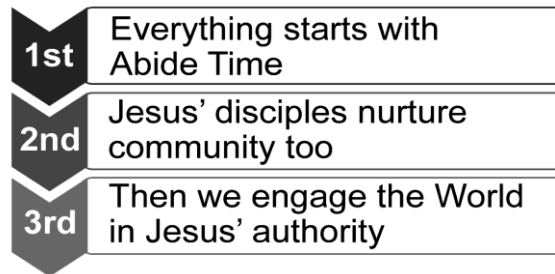 1st
Everything starts with
Abide Time
2nd
Jesus’ disciples nurture
community too
3rd
Then we engage the World
in Jesus’ authority